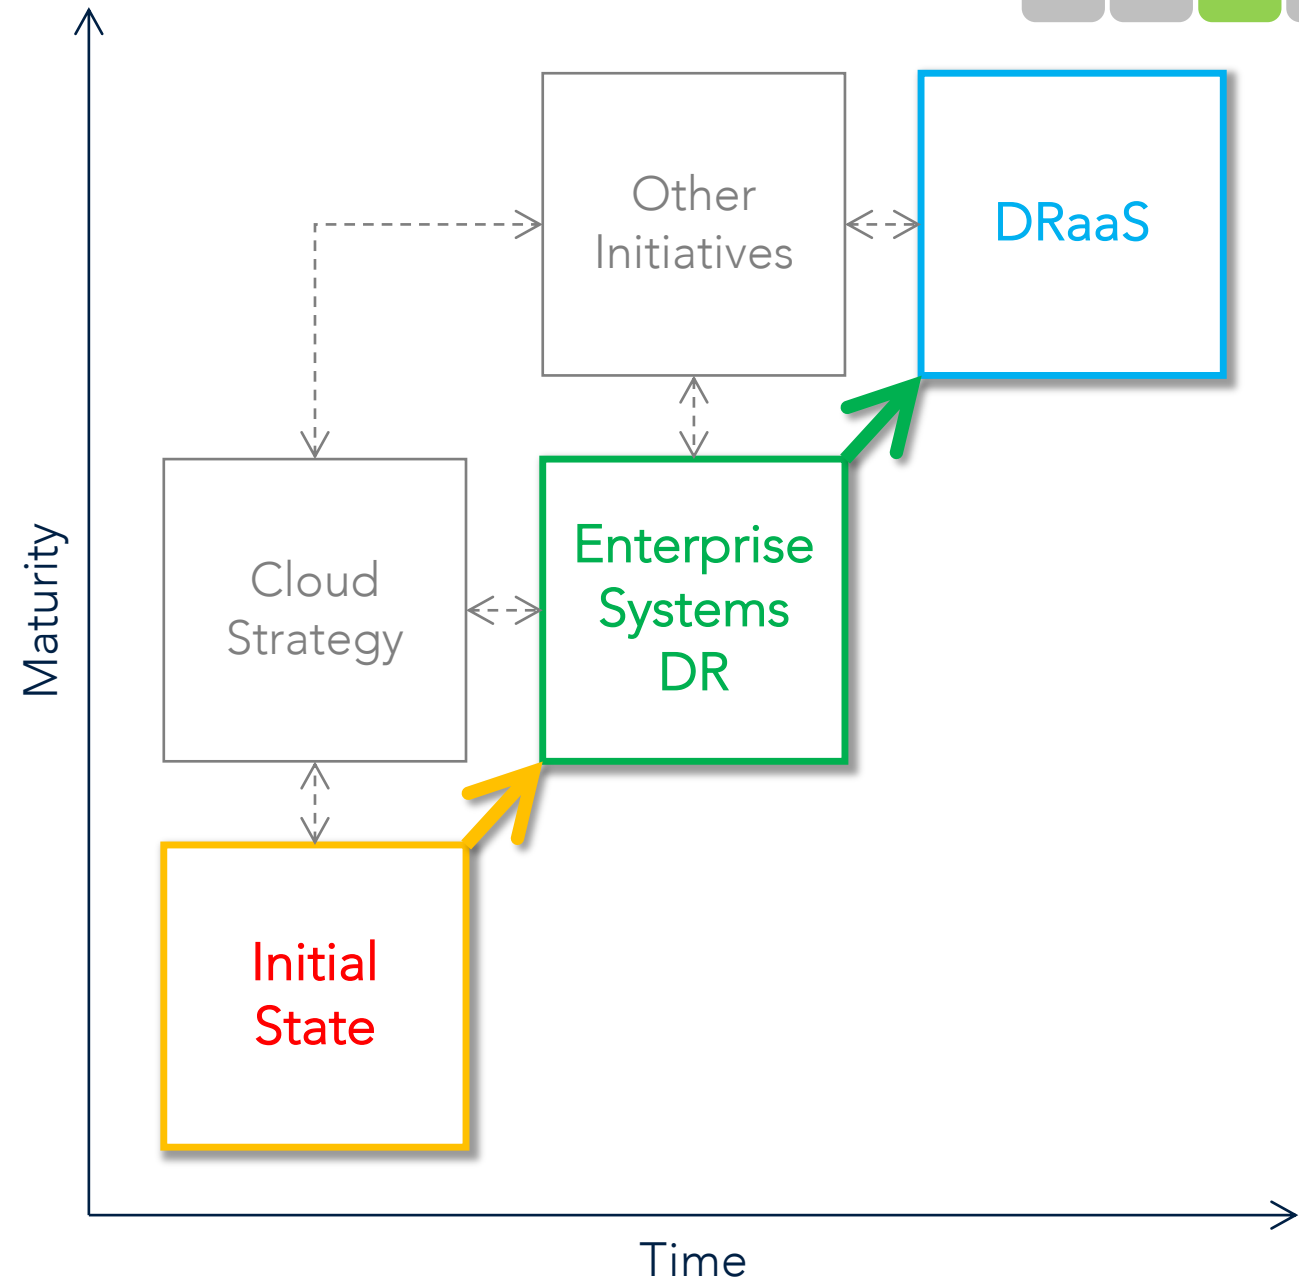 Other
Initiatives
DRaaS
Cloud
Strategy
Enterprise
Systems
DR
Initial
State
Maturity
Time